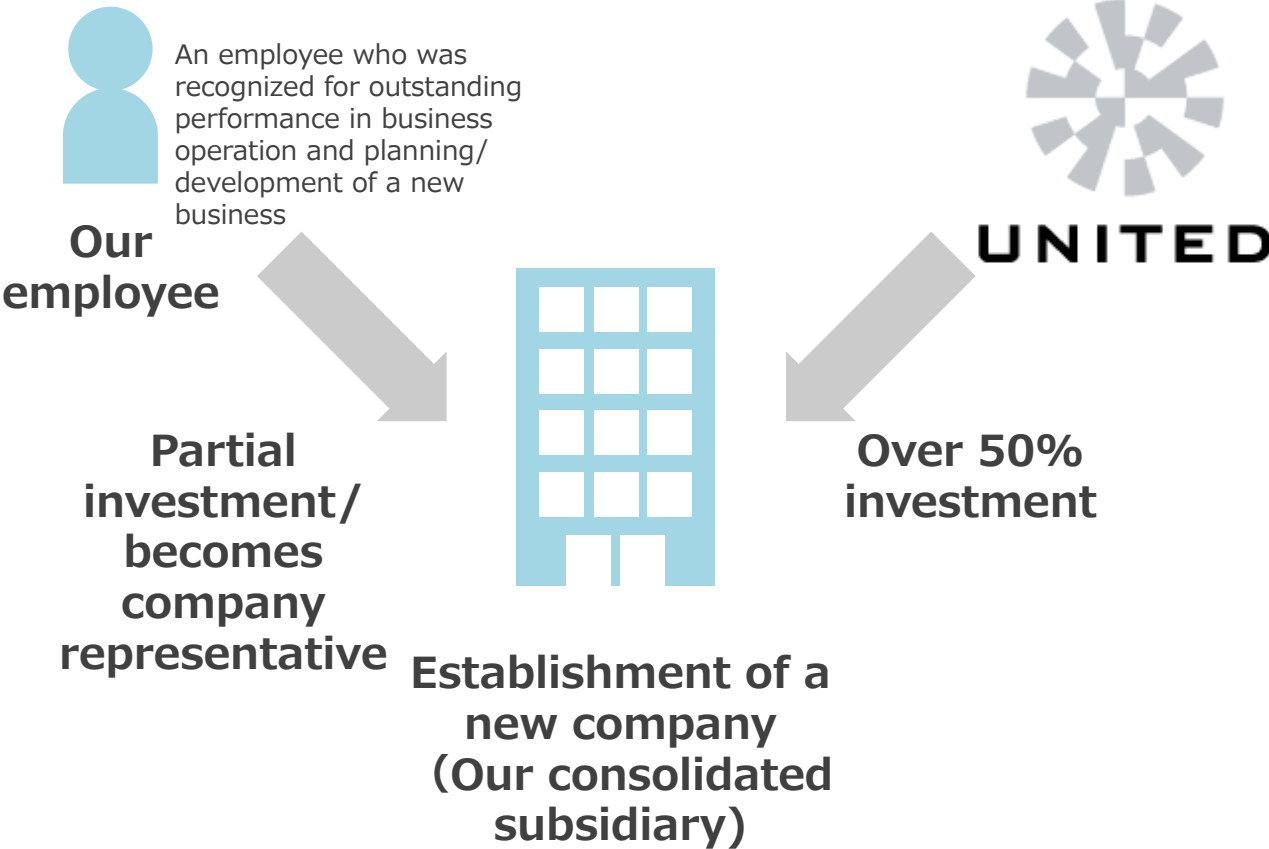 An employee who was
recognized for outstanding
performance in business
operation and planning/
development of a new
business
Our
employee
UNITED
Partial
investment/
becomes
company
representative
Over 50%
investment
Establishment of a
new company
(Our consolidated
subsidiary)